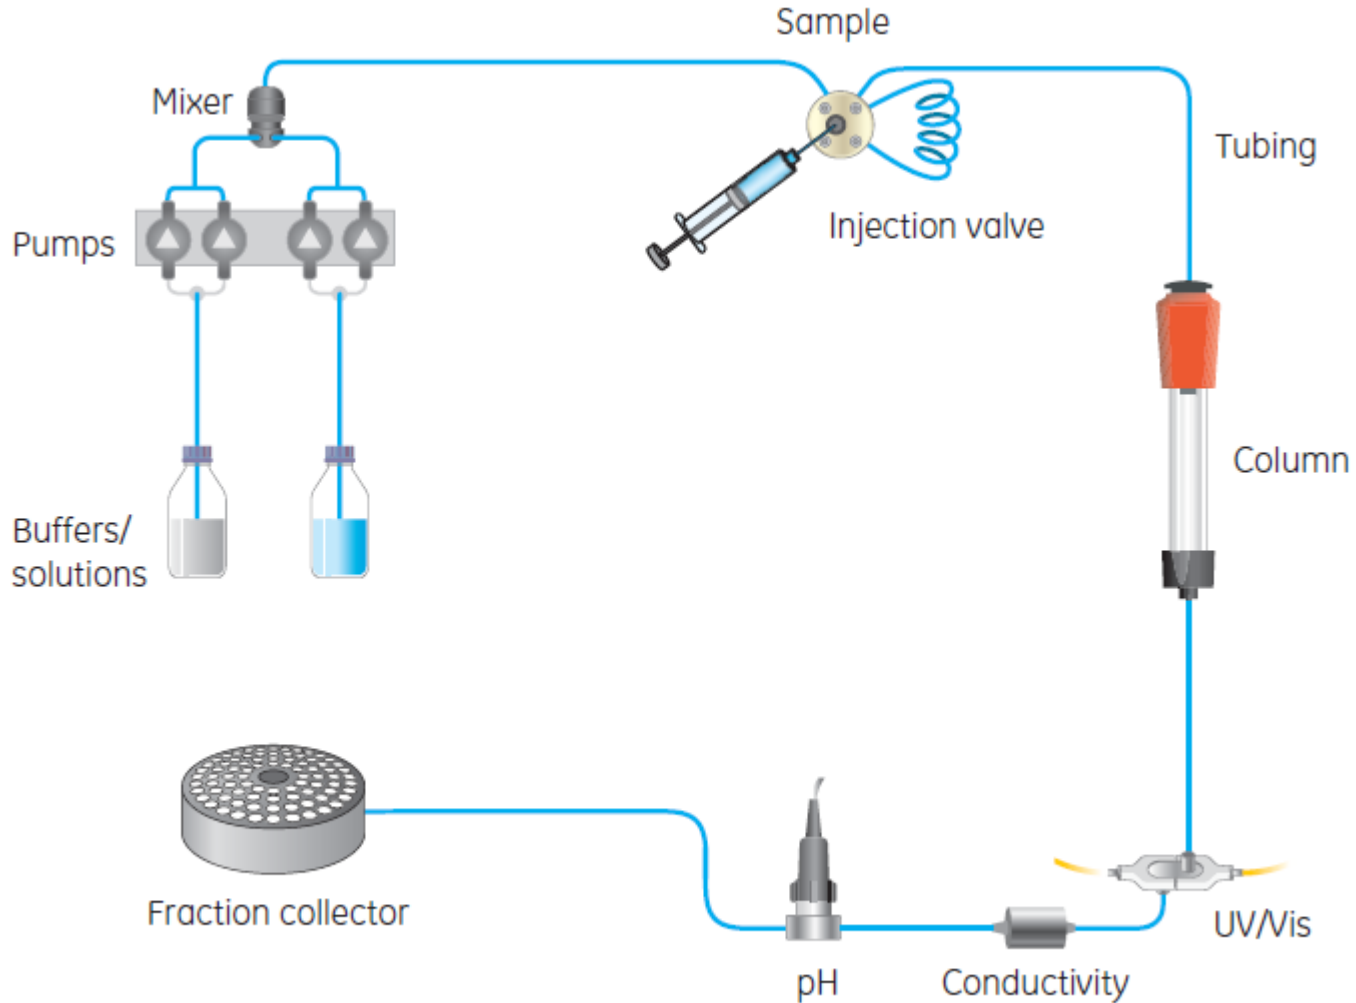 Sample
Mixer
Tubing
Injection valve
Pumps
Column
Buffers/
solutions
Fraction collector
UV/Vis
pH
Conductivity